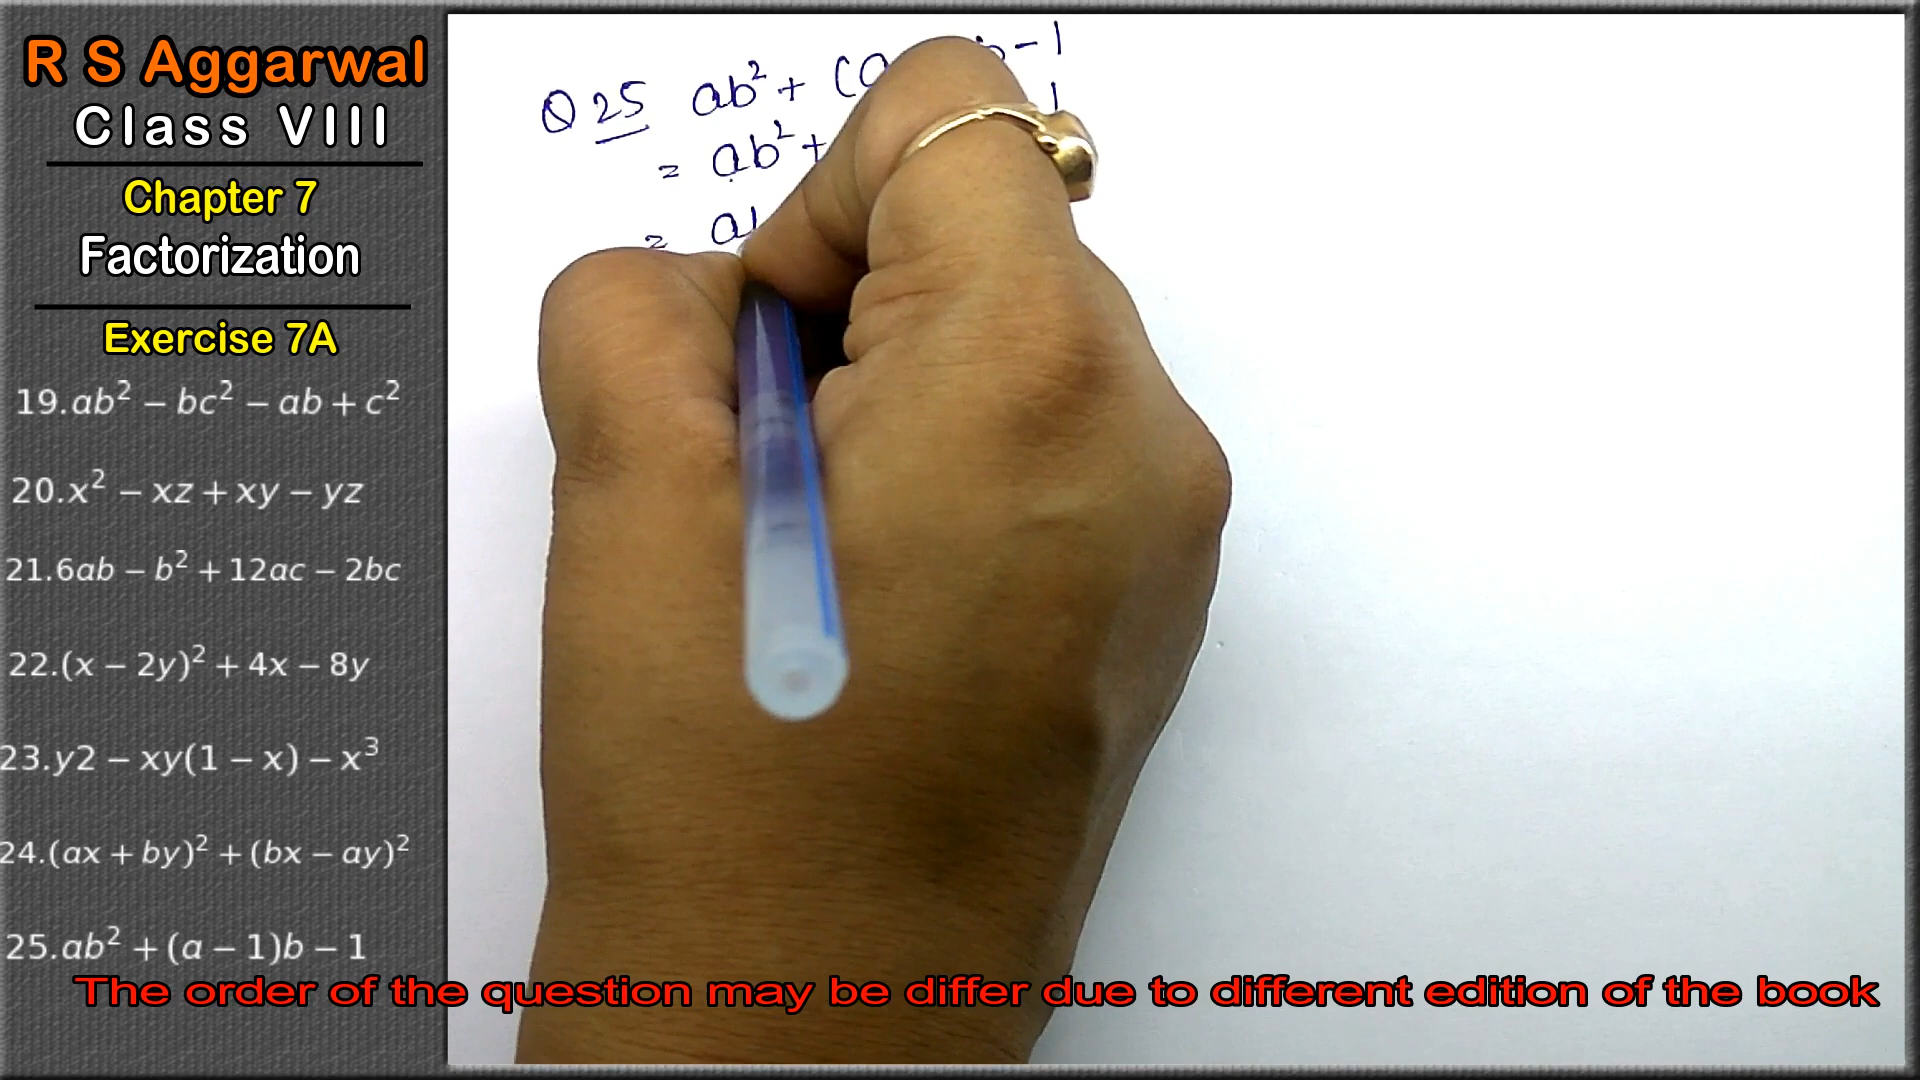 R S Aggarwal
Class VIII
Chapter 7
Factorization
Exercise 7A
19.ab² − bc² − ab + c²
20.x² − xz + xy − yz
21.6ab − b² + 12ac − 2bc
22.(x − 2y)² + 4x − 8y
23.y2 − xy(1 − x) − x³
24.(ax + by)² + (bx − ay)²
25.ab² + (a − 1)b − 1
Q 25 ab² + (a b - 1
= ab² + 1
= ab
The order of the question may be differ due to different edition of the book